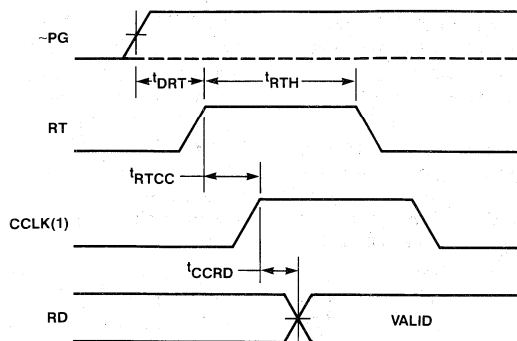 ~PG
tDRT
tRTH
RT
tRTCC
CCLK(1)
tCCRD
RD
VALID